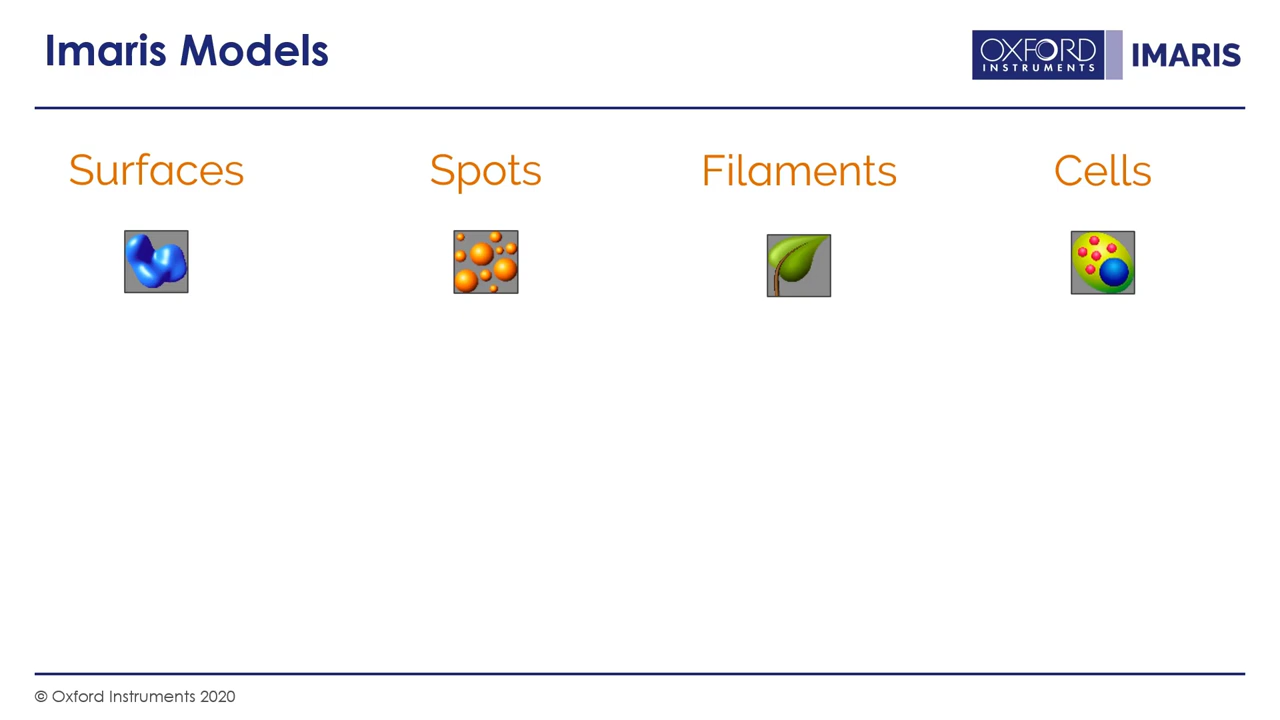 Imaris Models
OXFORD
INSTRUMENTS
IMARIS
Surfaces
Spots
Filaments
Cells
© Oxford Instruments 2020